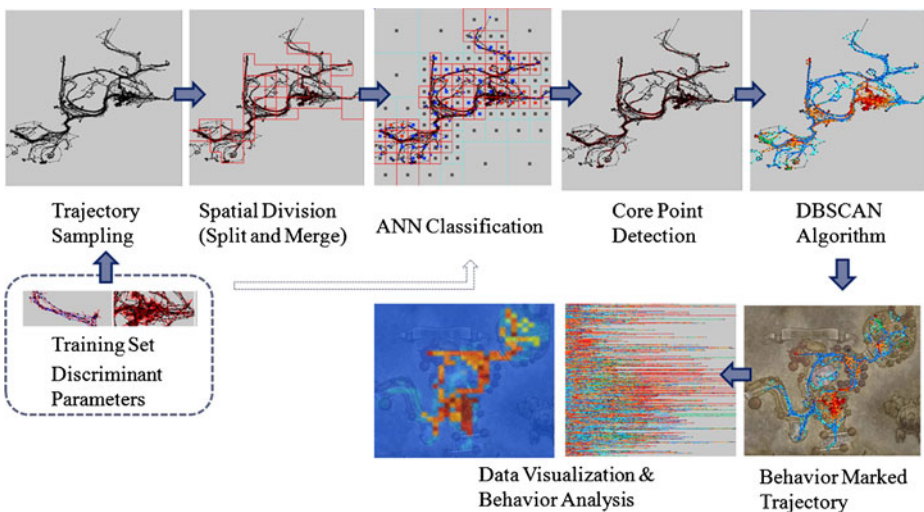 Trajectory
Sampling
Spatial Division
(Split and Merge)
ANN Classification
Core Point
Detection
DBSCAN
Algorithm
Training Set
Discriminant
Parameters
Data Visualization &
Behavior Analysis
Behavior Marked
Trajectory